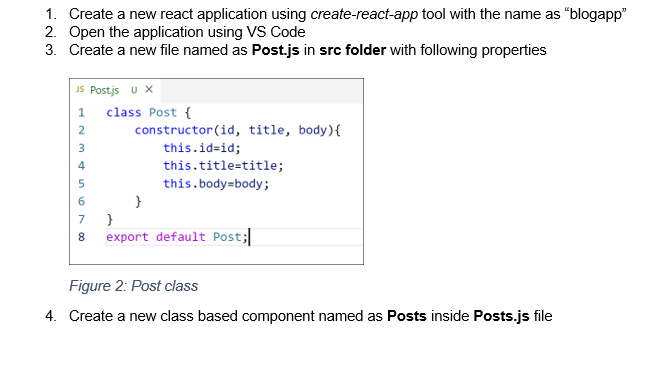 1. Create a new react application using create-react-app tool with the name as “blogapp”
2. Open the application using VS Code
3. Create a new file named as Post.js in src folder with following properties
JS Post.js U ×
1 class Post {
2 constructor(id, title, body){
3 this.id=id;
4 this.title=title;
5 this.body=body;
6 }
7 }
8 export default Post;
Figure 2: Post class
4. Create a new class based component named as Posts inside Posts.js file